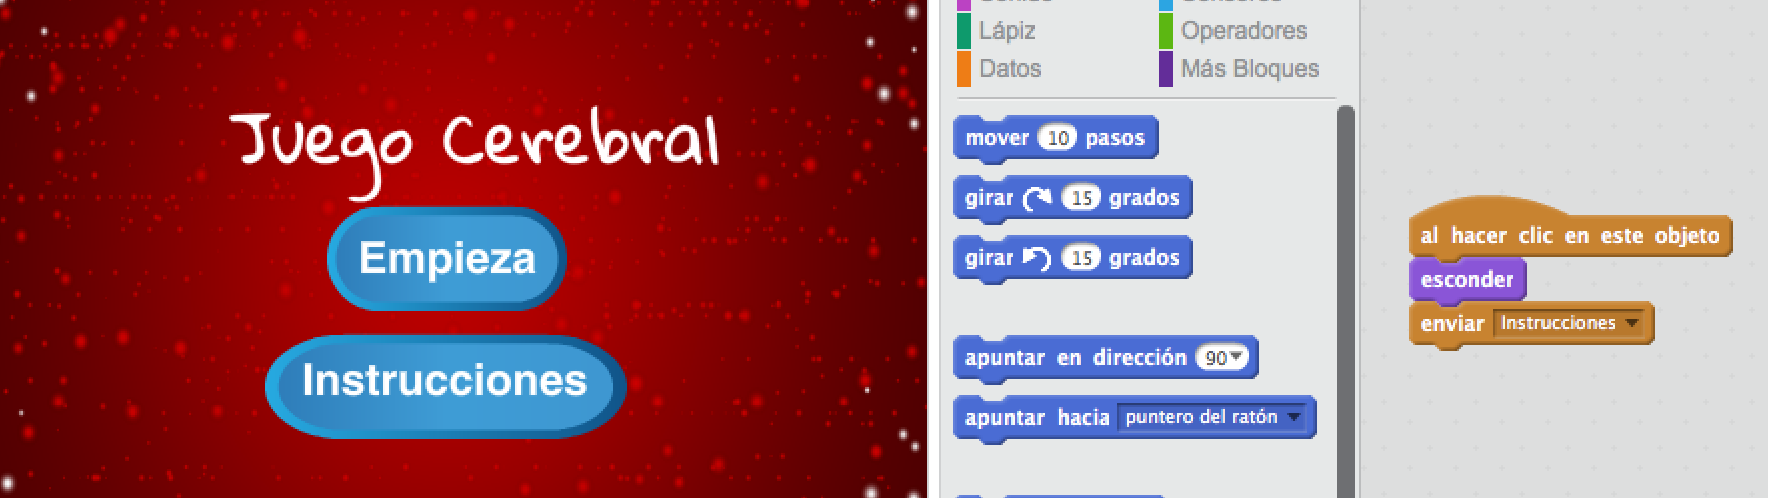 Juego Cerebral
Empieza
Instrucciones
Lápiz
Operadores
Datos
Más Bloques
mover 10 pasos
girar 15 grados
girar 15 grados
apuntar en dirección 90
apuntar hacia puntero del ratón
al hacer clic en este objeto
esconder
enviar Instrucciones